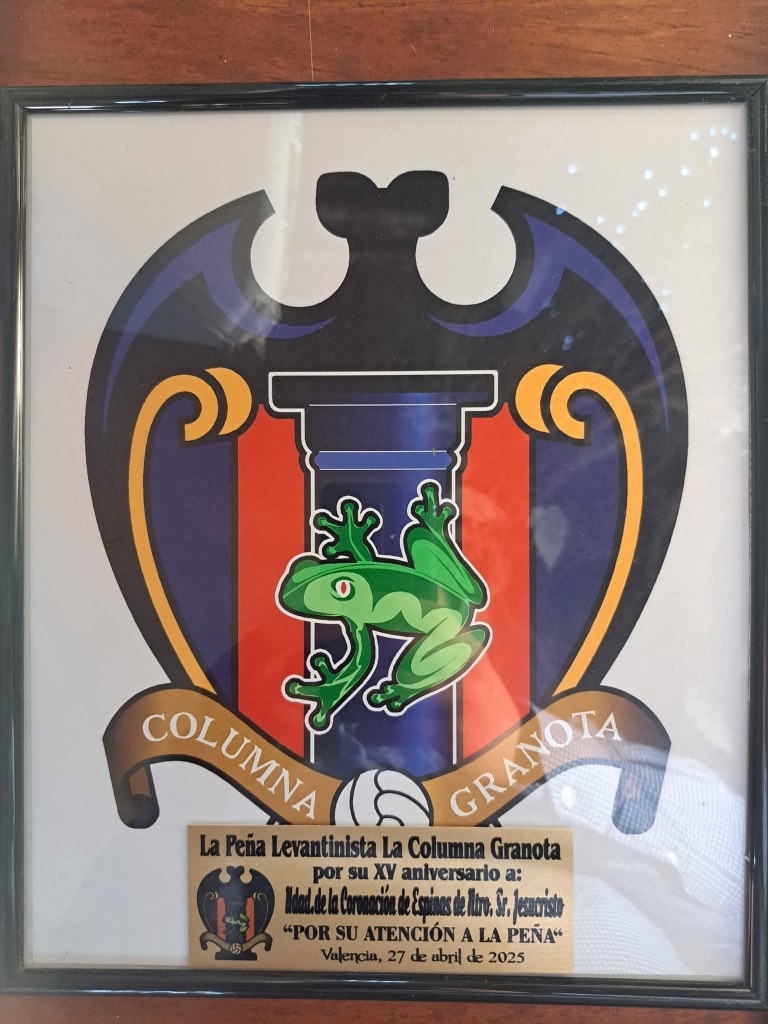 COLUMNA GRANOTA
La Peña Levantinista La Columna Granota
por su XV aniversario a:
Hdad. de la Coronación de Espinas de Ntro. Sr. Jesucristo
"POR SU ATENCIÓN A LA PEÑA"
Valencia, 27 de abril de 2025